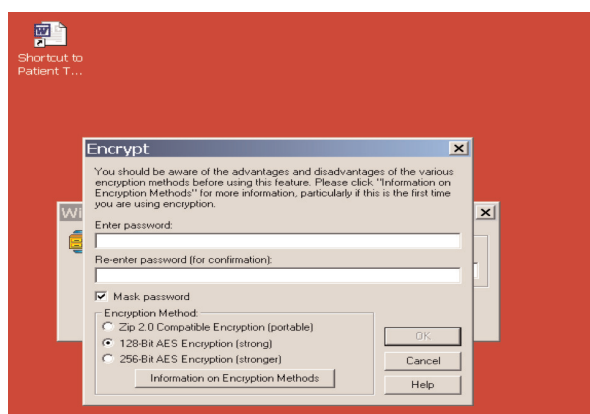 Shortcut to
Patient T...
Encrypt
You should be aware of the advantages and disadvantages of the various
encryption methods before using this feature. Please click "Information on
Encryption Methods" for more information, particularly if this is the first time
you are using encryption.
Wi
Enter password:
Re-enter password (for confirmation):
Mask password
Encryption Method:
Zip 2.0 Compatible Encryption (portable)
128-Bit AES Encryption (strong)
256-Bit AES Encryption (stronger)
Information on Encryption Methods
OK
Cancel
Help